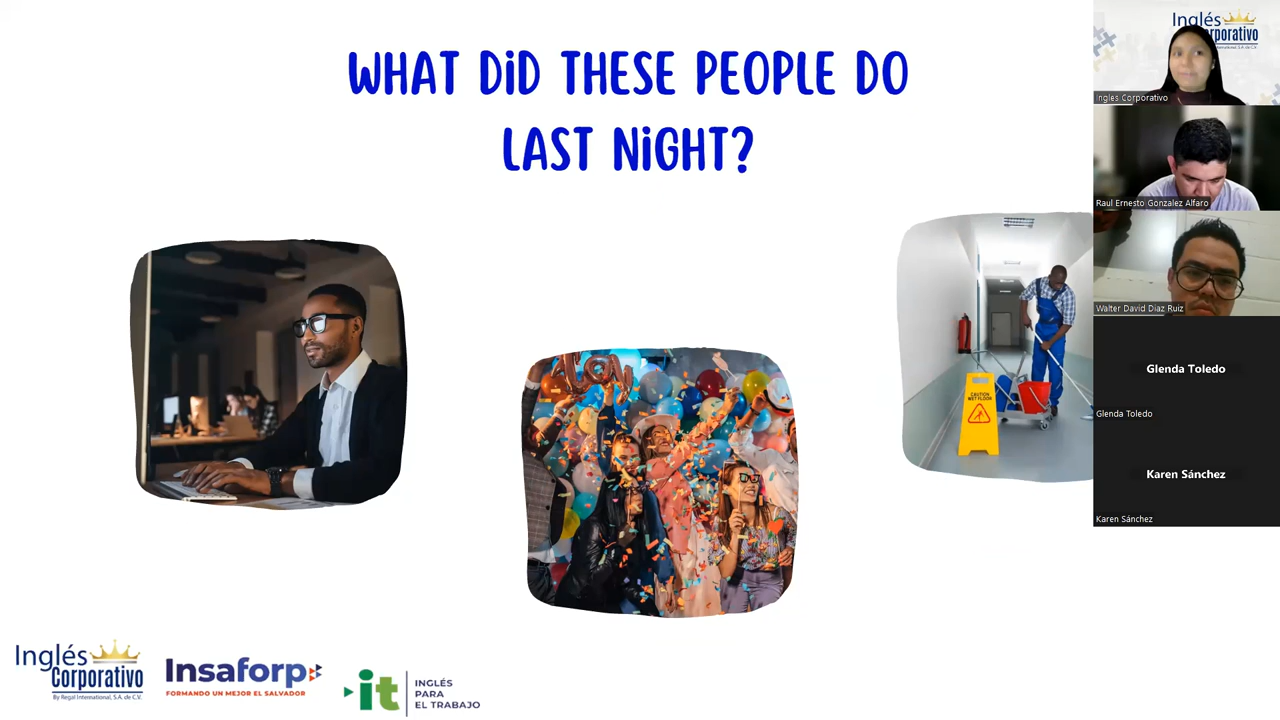 WHAT DiD THESE PEOPLE DO
LAST NiGHT?
Inglés
Corporativo
Ingles Corporativo
Raul Ernesto Gonzalez Alfaro
Walter David Diaz Ruiz
Glenda Toledo
Glenda Toledo
Karen Sánchez
Karen Sánchez
CAUTION
WET FLOOR
Inglés
Corporativo
By Regal International, S.A. de C.V.
Insaforp
FORMANDO UN MEJOR EL SALVADOR
it
INGLÉS
PARA
EL TRABAJO